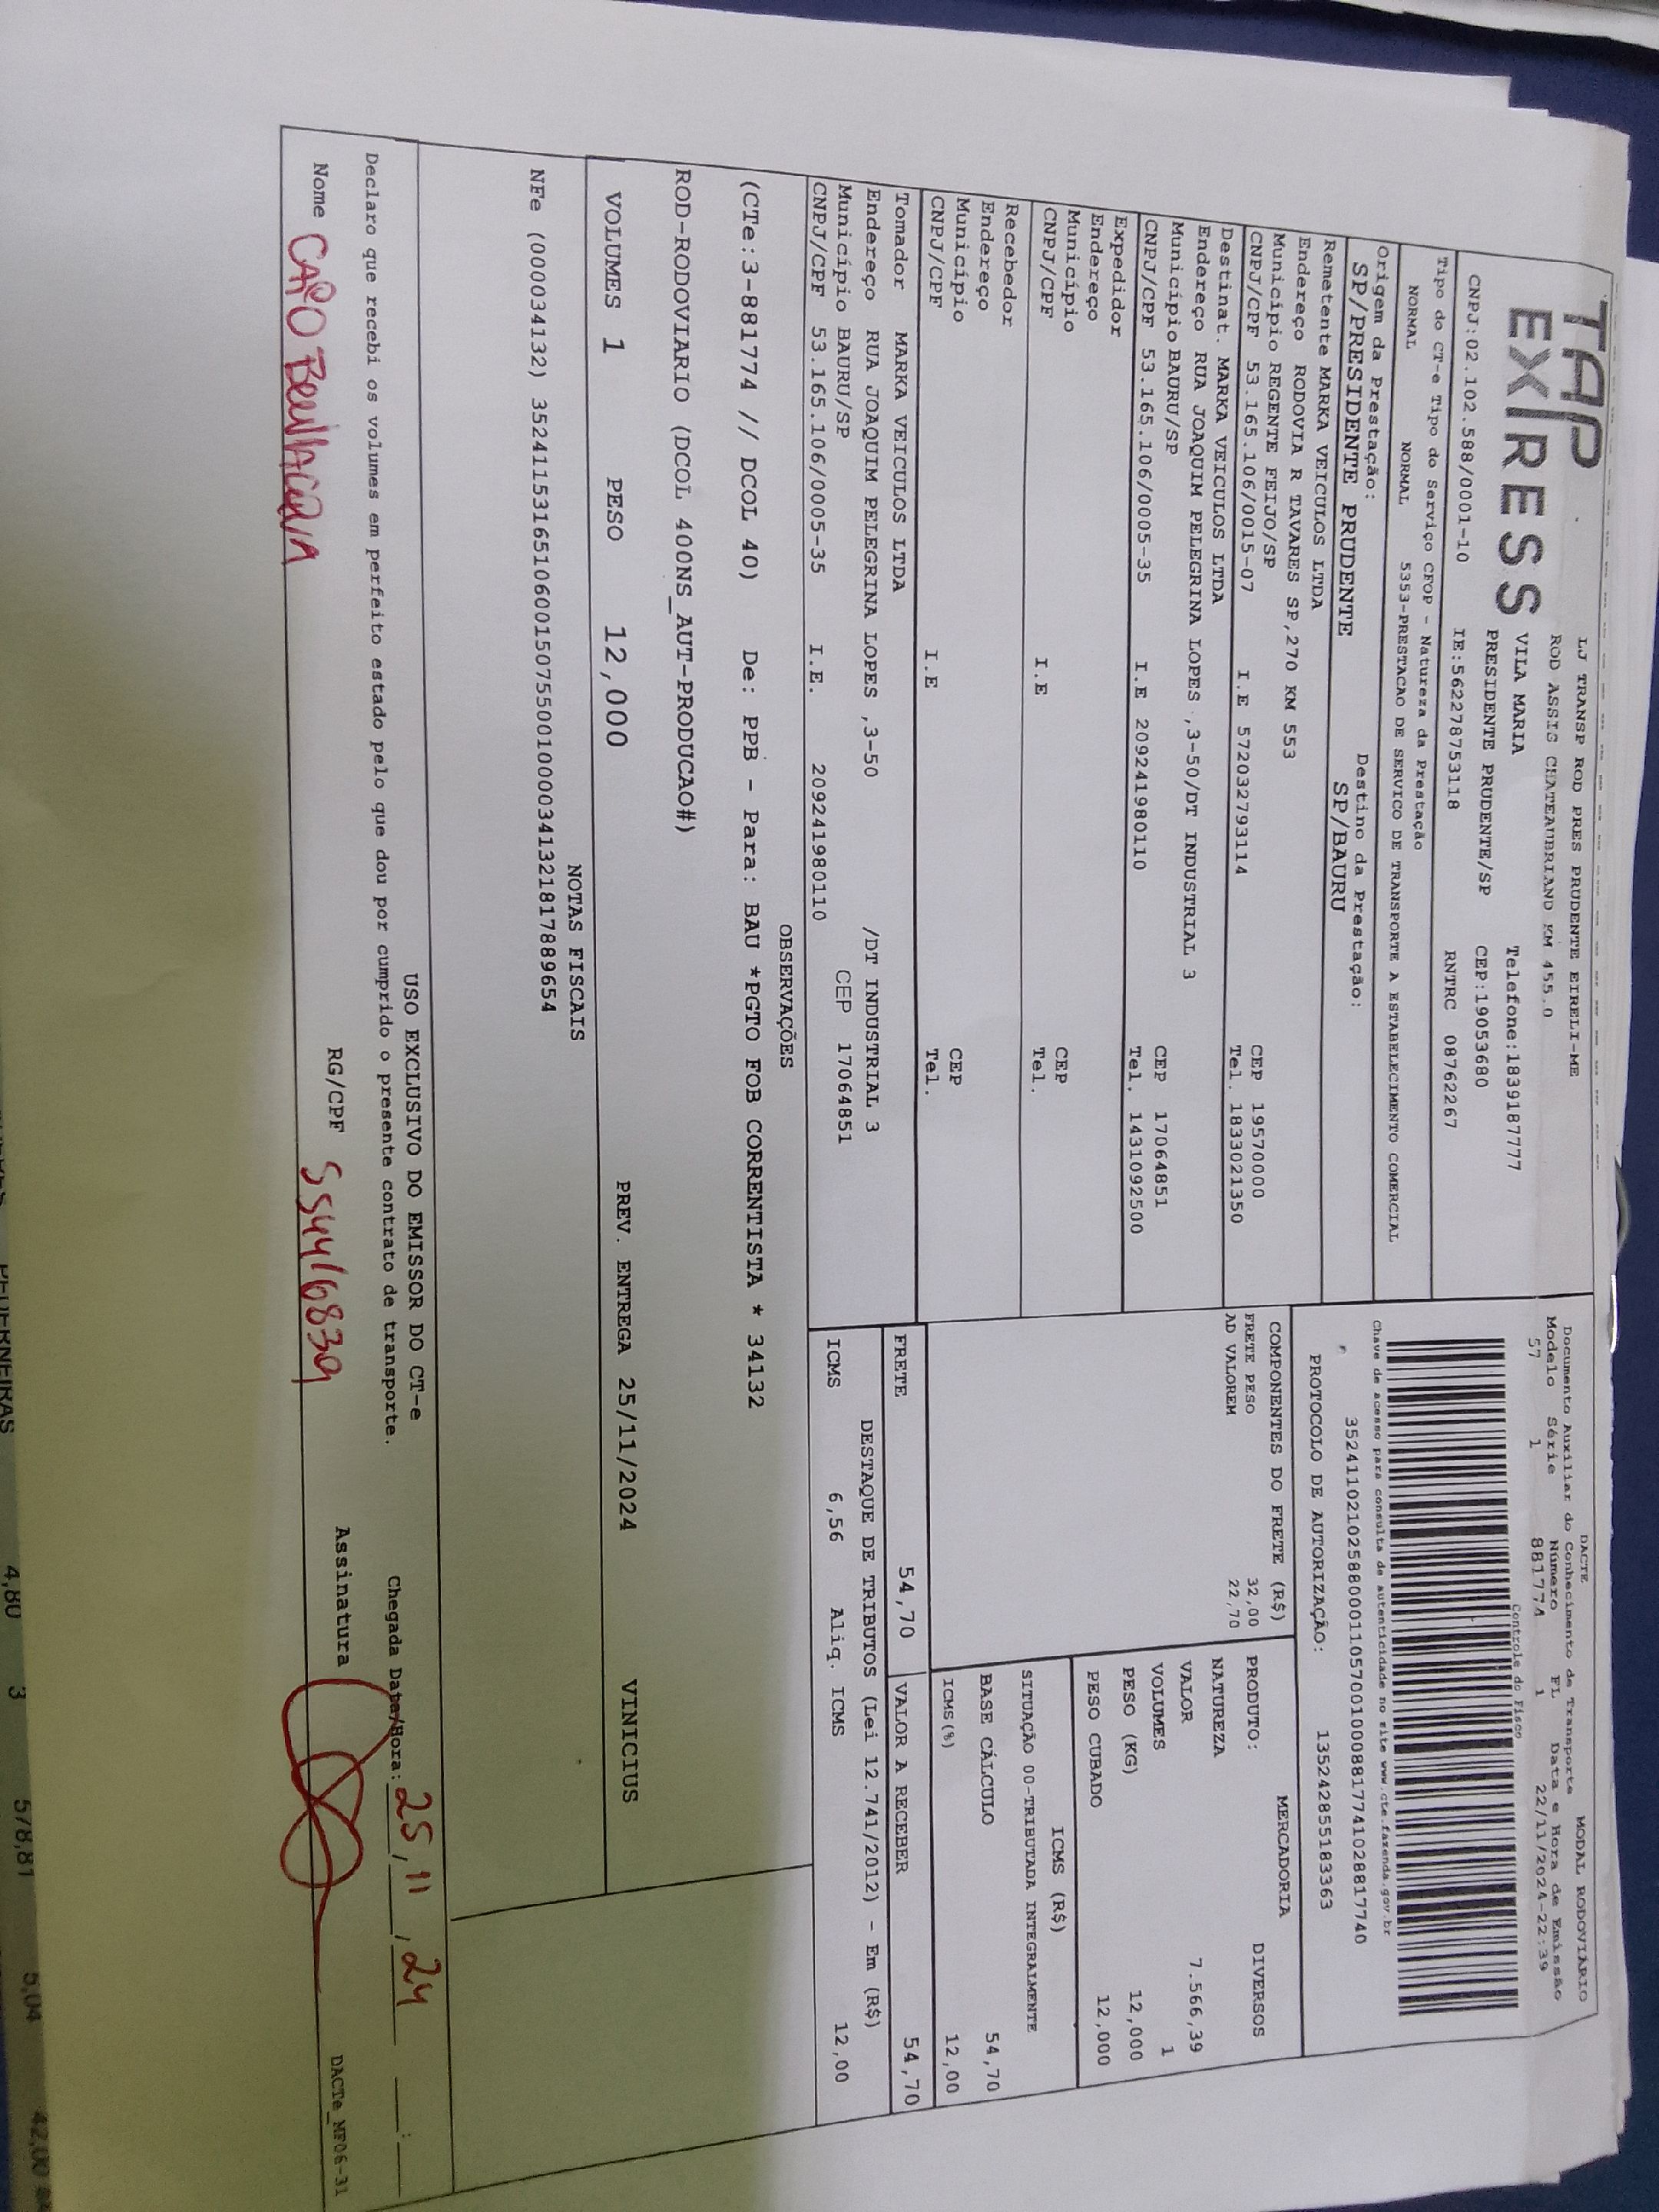 TAP
EXPRESS
LJ TRANSP ROD PRES PRUDENTE EIRELI-ME
ROD ASSIS CHATEAUBRIAND KM 455.0
VILA MARIA Telefone:1839187777
PRESIDENTE PRUDENTE/SP CEP:19053680
CNPJ:02.102.588/0001-10 IE:562278753118 RNTRC 08762267
Tipo do CT-e Tipo do Serviço CFOP - Natureza da Prestação
NORMAL NORMAL 5353-PRESTACAO DE SERVICO DE TRANSPORTE A ESTABELECIMENTO COMERCIAL
Origem da Prestação: Destino da Prestação:
SP/PRESIDENTE PRUDENTE SP/BAURU
Remetente MARKA VEICULOS LTDA
Endereço RODOVIA R TAVARES SP,270 KM 553
Município REGENTE FEIJO/SP CEP 19570000
CNPJ/CPF 53.165.106/0015-07 I.E 572032793114 Tel. 1833021350
Destinat. MARKA VEICULOS LTDA
Endereço RUA JOAQUIM PELEGRINA LOPES ,3-50/DT INDUSTRIAL 3
Município BAURU/SP CEP 17064851
CNPJ/CPF 53.165.106/0005-35 I.E 209241980110 Tel. 1431092500
Expedidor
Endereço
Município CEP
CNPJ/CPF I.E Tel.
Recebedor
Endereço
Município CEP
CNPJ/CPF I.E Tel.
Tomador MARKA VEICULOS LTDA
Endereço RUA JOAQUIM PELEGRINA LOPES ,3-50 /DT INDUSTRIAL 3
Município BAURU/SP CEP 17064851
CNPJ/CPF 53.165.106/0005-35 I.E. 209241980110
DACTE MODAL RODOVIÁRIO
Documento Auxiliar do Conhecimento de Transporte
Modelo Série Número FL Data e Hora de Emissão
57 1 881774 1 22/11/2024-22:39
Controle do Fisco
Chave de acesso para consulta de autenticidade no site www.cte.fazenda.gov.br
35241102102588000110570010008817741028817740
PROTOCOLO DE AUTORIZAÇÃO: 135242855183363
COMPONENTES DO FRETE (R$)
FRETE PESO 32,00
AD VALOREM 22,70
MERCADORIA
PRODUTO: DIVERSOS
NATUREZA
VALOR 7.566,39
VOLUMES 1
PESO (KG) 12,000
PESO CUBADO 12,000
ICMS (R$)
SITUAÇÃO 00-TRIBUTADA INTEGRALMENTE
BASE CÁLCULO 54,70
ICMS(%) 12,00
FRETE 54,70 VALOR A RECEBER 54,70
DESTAQUE DE TRIBUTOS (Lei 12.741/2012) - Em (R$)
ICMS 6,56 Aliq. ICMS 12,00
OBSERVAÇÕES
(CTe:3-881774 // DCOL 40) De: PPB - Para: BAU *PGTO FOB CORRENTISTA * 34132
ROD-RODOVIARIO (DCOL 400NS_AUT-PRODUCAO#)
VOLUMES 1 PESO 12,000 PREV. ENTREGA 25/11/2024 VINICIUS
NOTAS FISCAIS
NFe (000034132) 35241153165106001507550010000341321817889654
USO EXCLUSIVO DO EMISSOR DO CT-e
Declaro que recebi os volumes em perfeito estado pelo que dou por cumprido o presente contrato de transporte. Chegada Data/Hora: 25/11/24 :
Nome RG/CPF 554416839 Assinatura
DACTe_MF06-31
PEDERNEIRAS 4,80 3 578,81 5,04 42,00